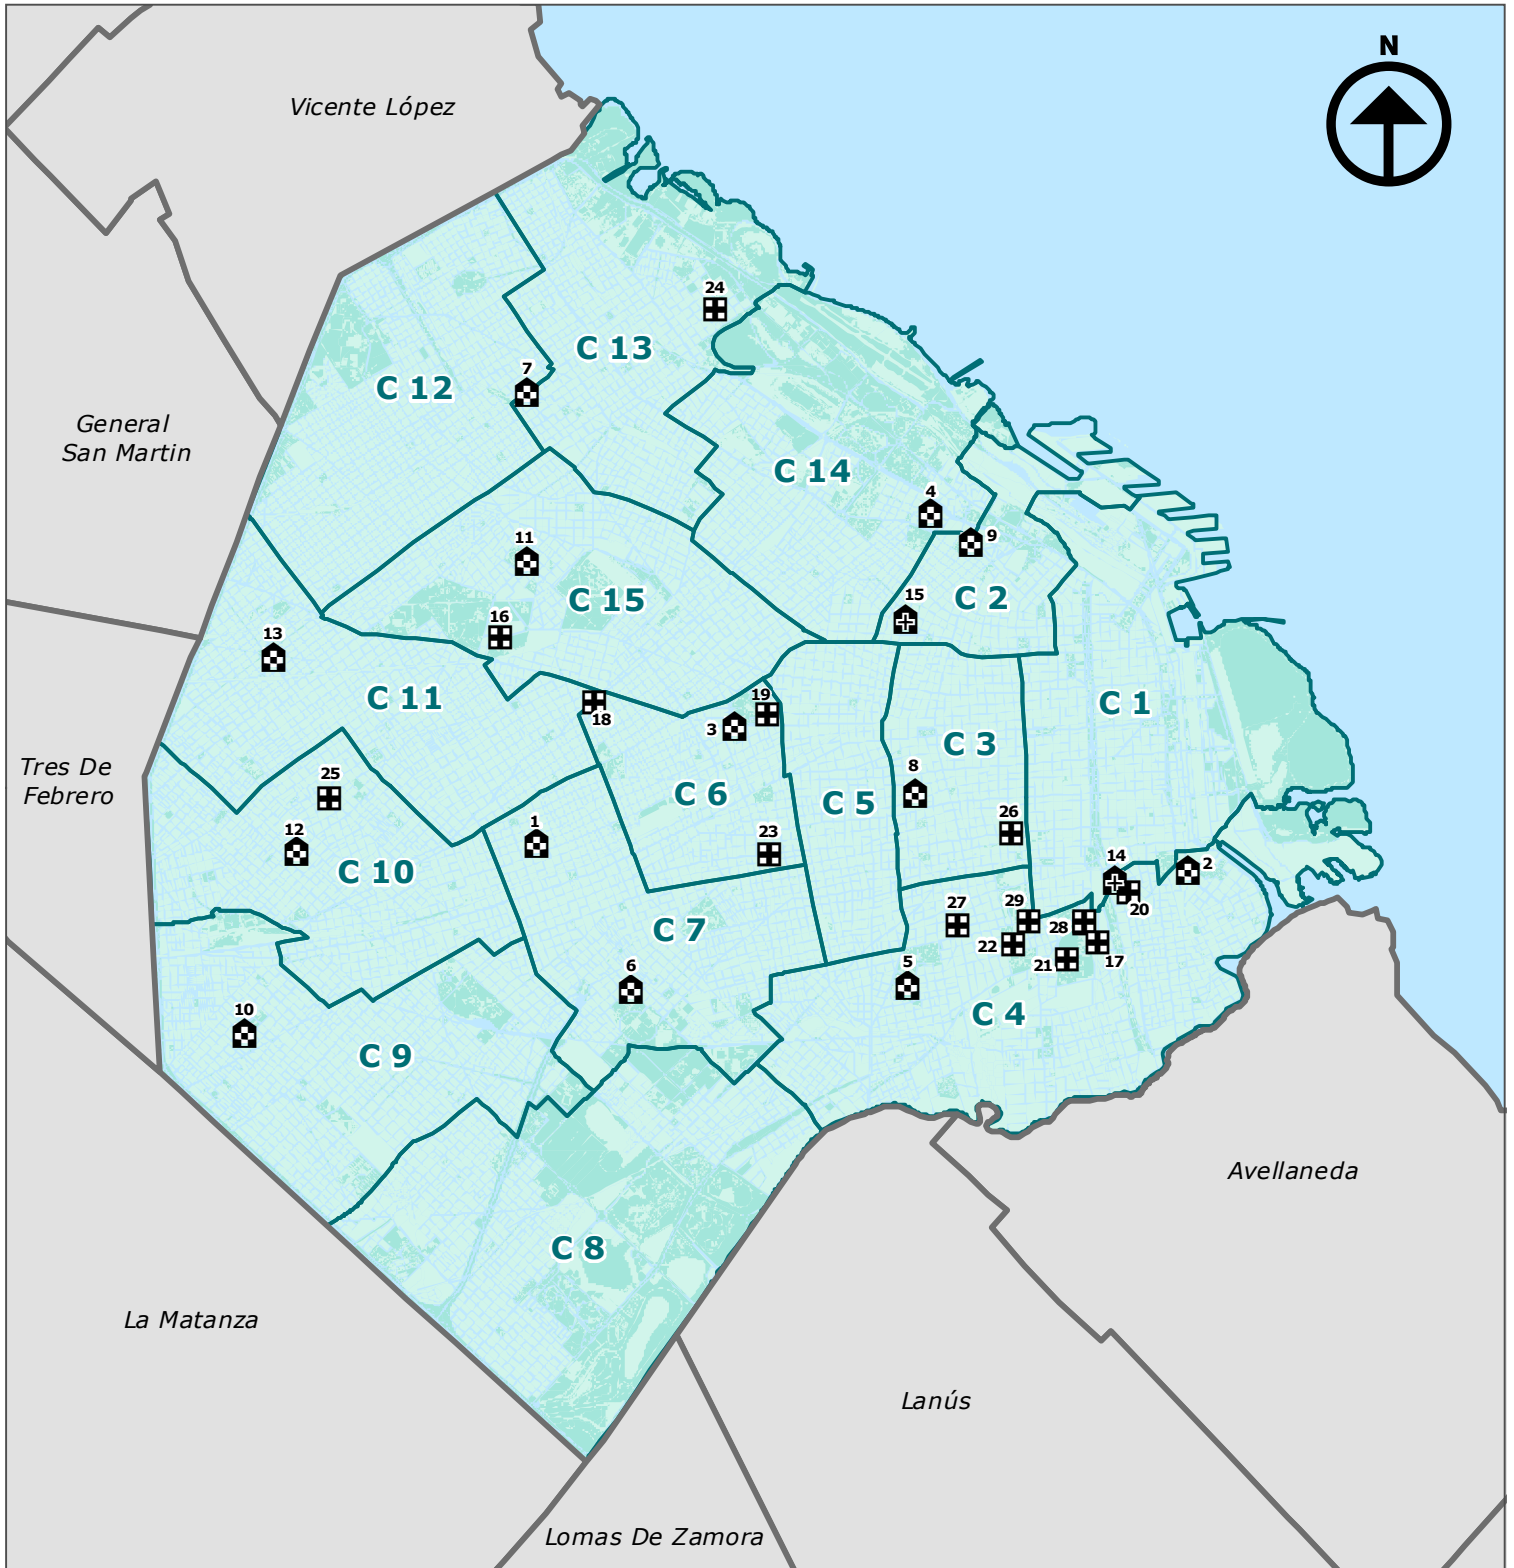 N
Vicente López
24
C 13
7
C 12
General
San Martin
C 14
4
9
11
C 15
15
C 2
16
13
C 11
19
18
3
C 1
C 3
Tres De
Febrero
25
8
C 6
C 5
26
12
1
23
14
2
C 10
20
27
29
28
C 7
22
21
17
6
5
10
C 4
C 9
Avellaneda
C 8
La Matanza
Lanús
Lomas De Zamora